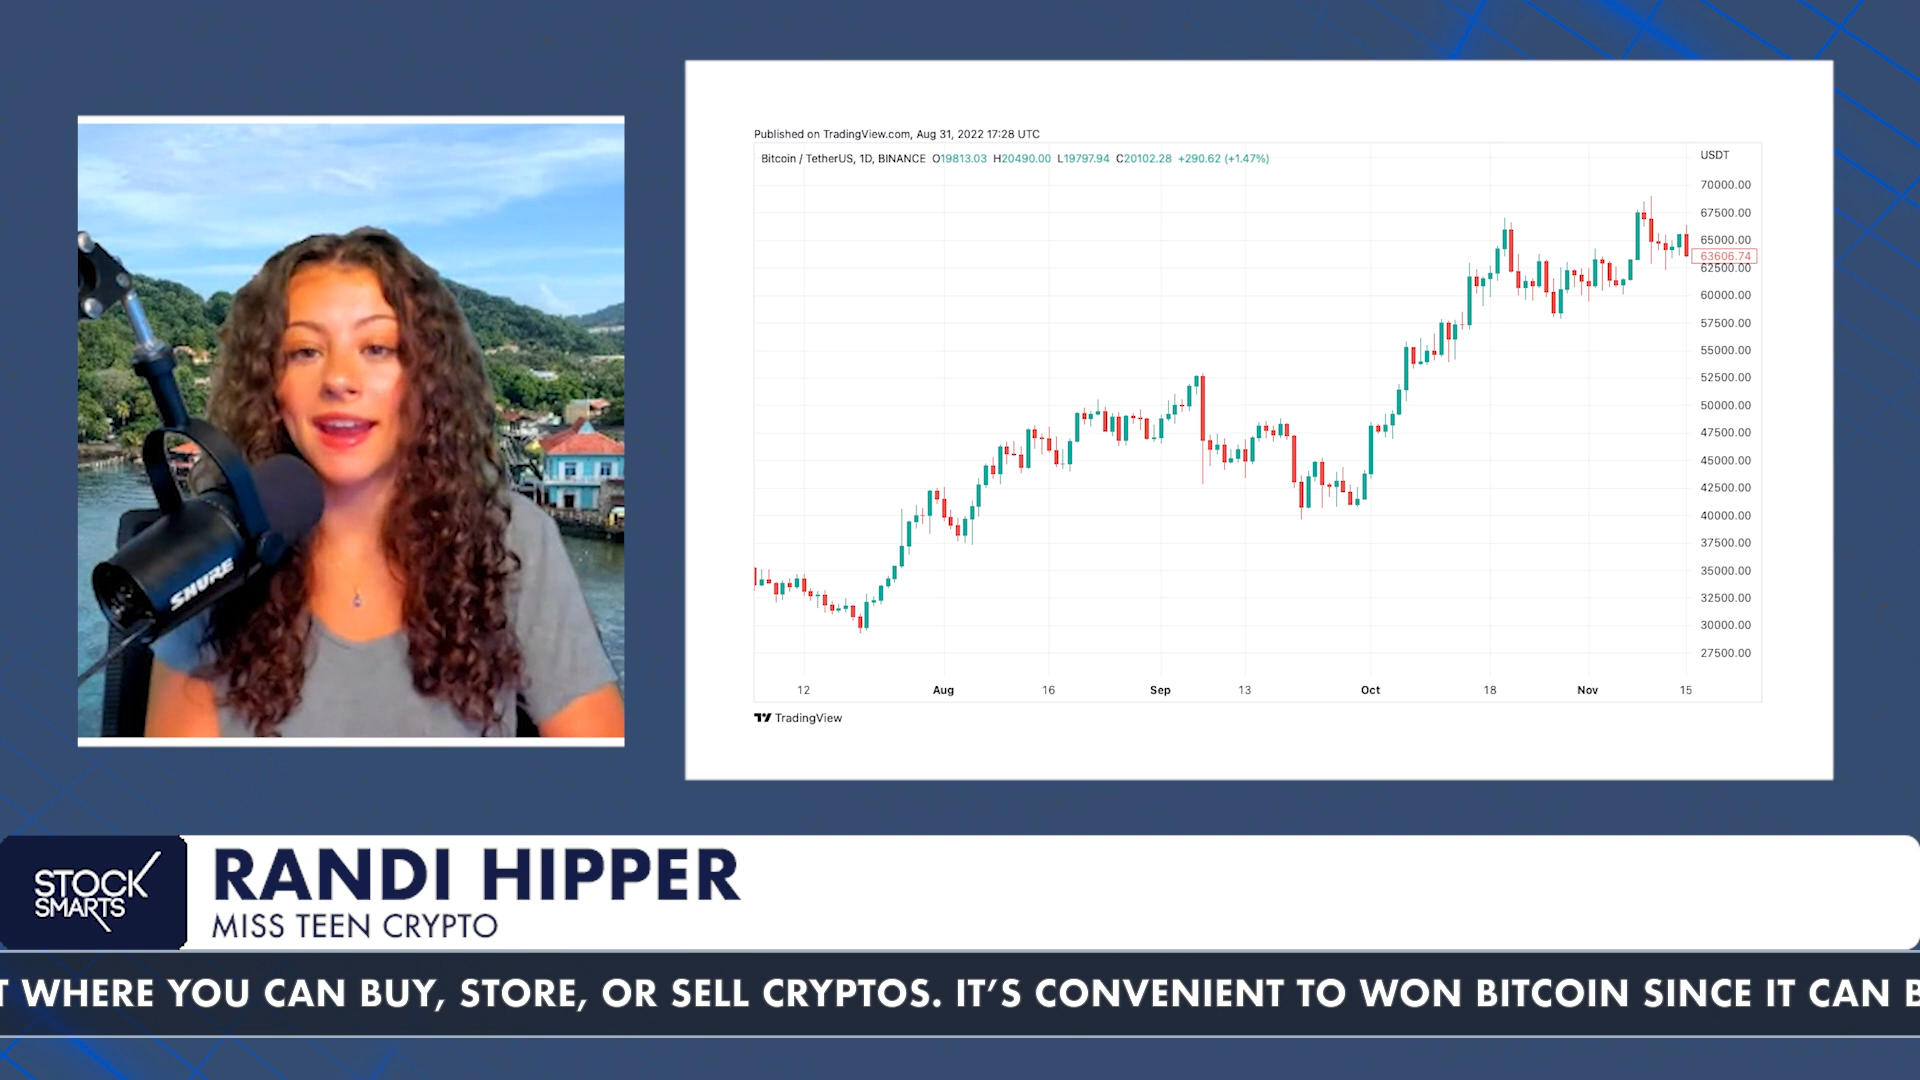 Published on TradingView.com, Aug 31, 2022 17:28 UTC
Bitcoin / TetherUS, 1D, BINANCE O19813.03 H20490.00 L19797.94 C20102.28 +290.62 (+1.47%)
USDT
70000.00
67500.00
65000.00
63606.74
62500.00
60000.00
57500.00
55000.00
52500.00
50000.00
47500.00
45000.00
42500.00
40000.00
37500.00
35000.00
32500.00
30000.00
27500.00
12 Aug 16 Sep 13 Oct 18 Nov 15
TradingView
SHURE
STOCK
SMARTS
RANDI HIPPER
MISS TEEN CRYPTO
T WHERE YOU CAN BUY, STORE, OR SELL CRYPTOS. IT’S CONVENIENT TO WON BITCOIN SINCE IT CAN B